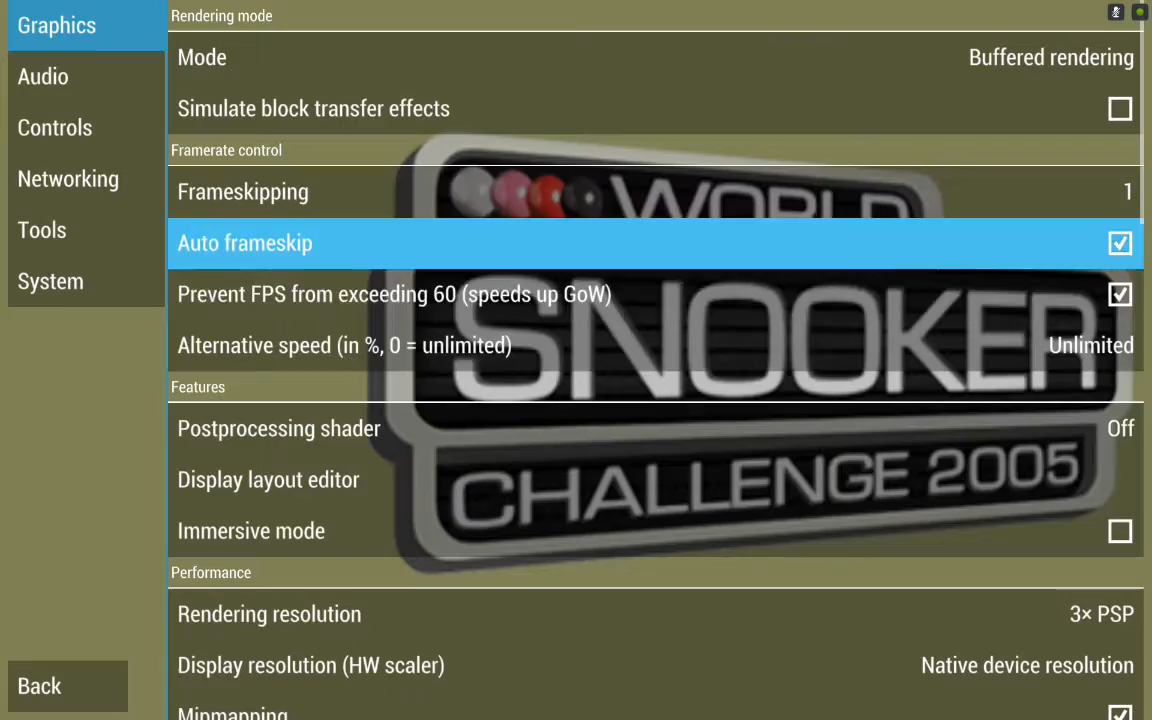 Graphics
Audio
Controls
Networking
Tools
System
Back
Rendering mode
Mode Buffered rendering
Simulate block transfer effects
Framerate control
Frameskipping 1
Auto frameskip
Prevent FPS from exceeding 60 (speeds up GoW)
Alternative speed (in %, 0 = unlimited) Unlimited
Features
Postprocessing shader Off
Display layout editor
Immersive mode
Performance
Rendering resolution 3× PSP
Display resolution (HW scaler) Native device resolution
Mipmapping
WORLD
SNOOKER
CHALLENGE 2005